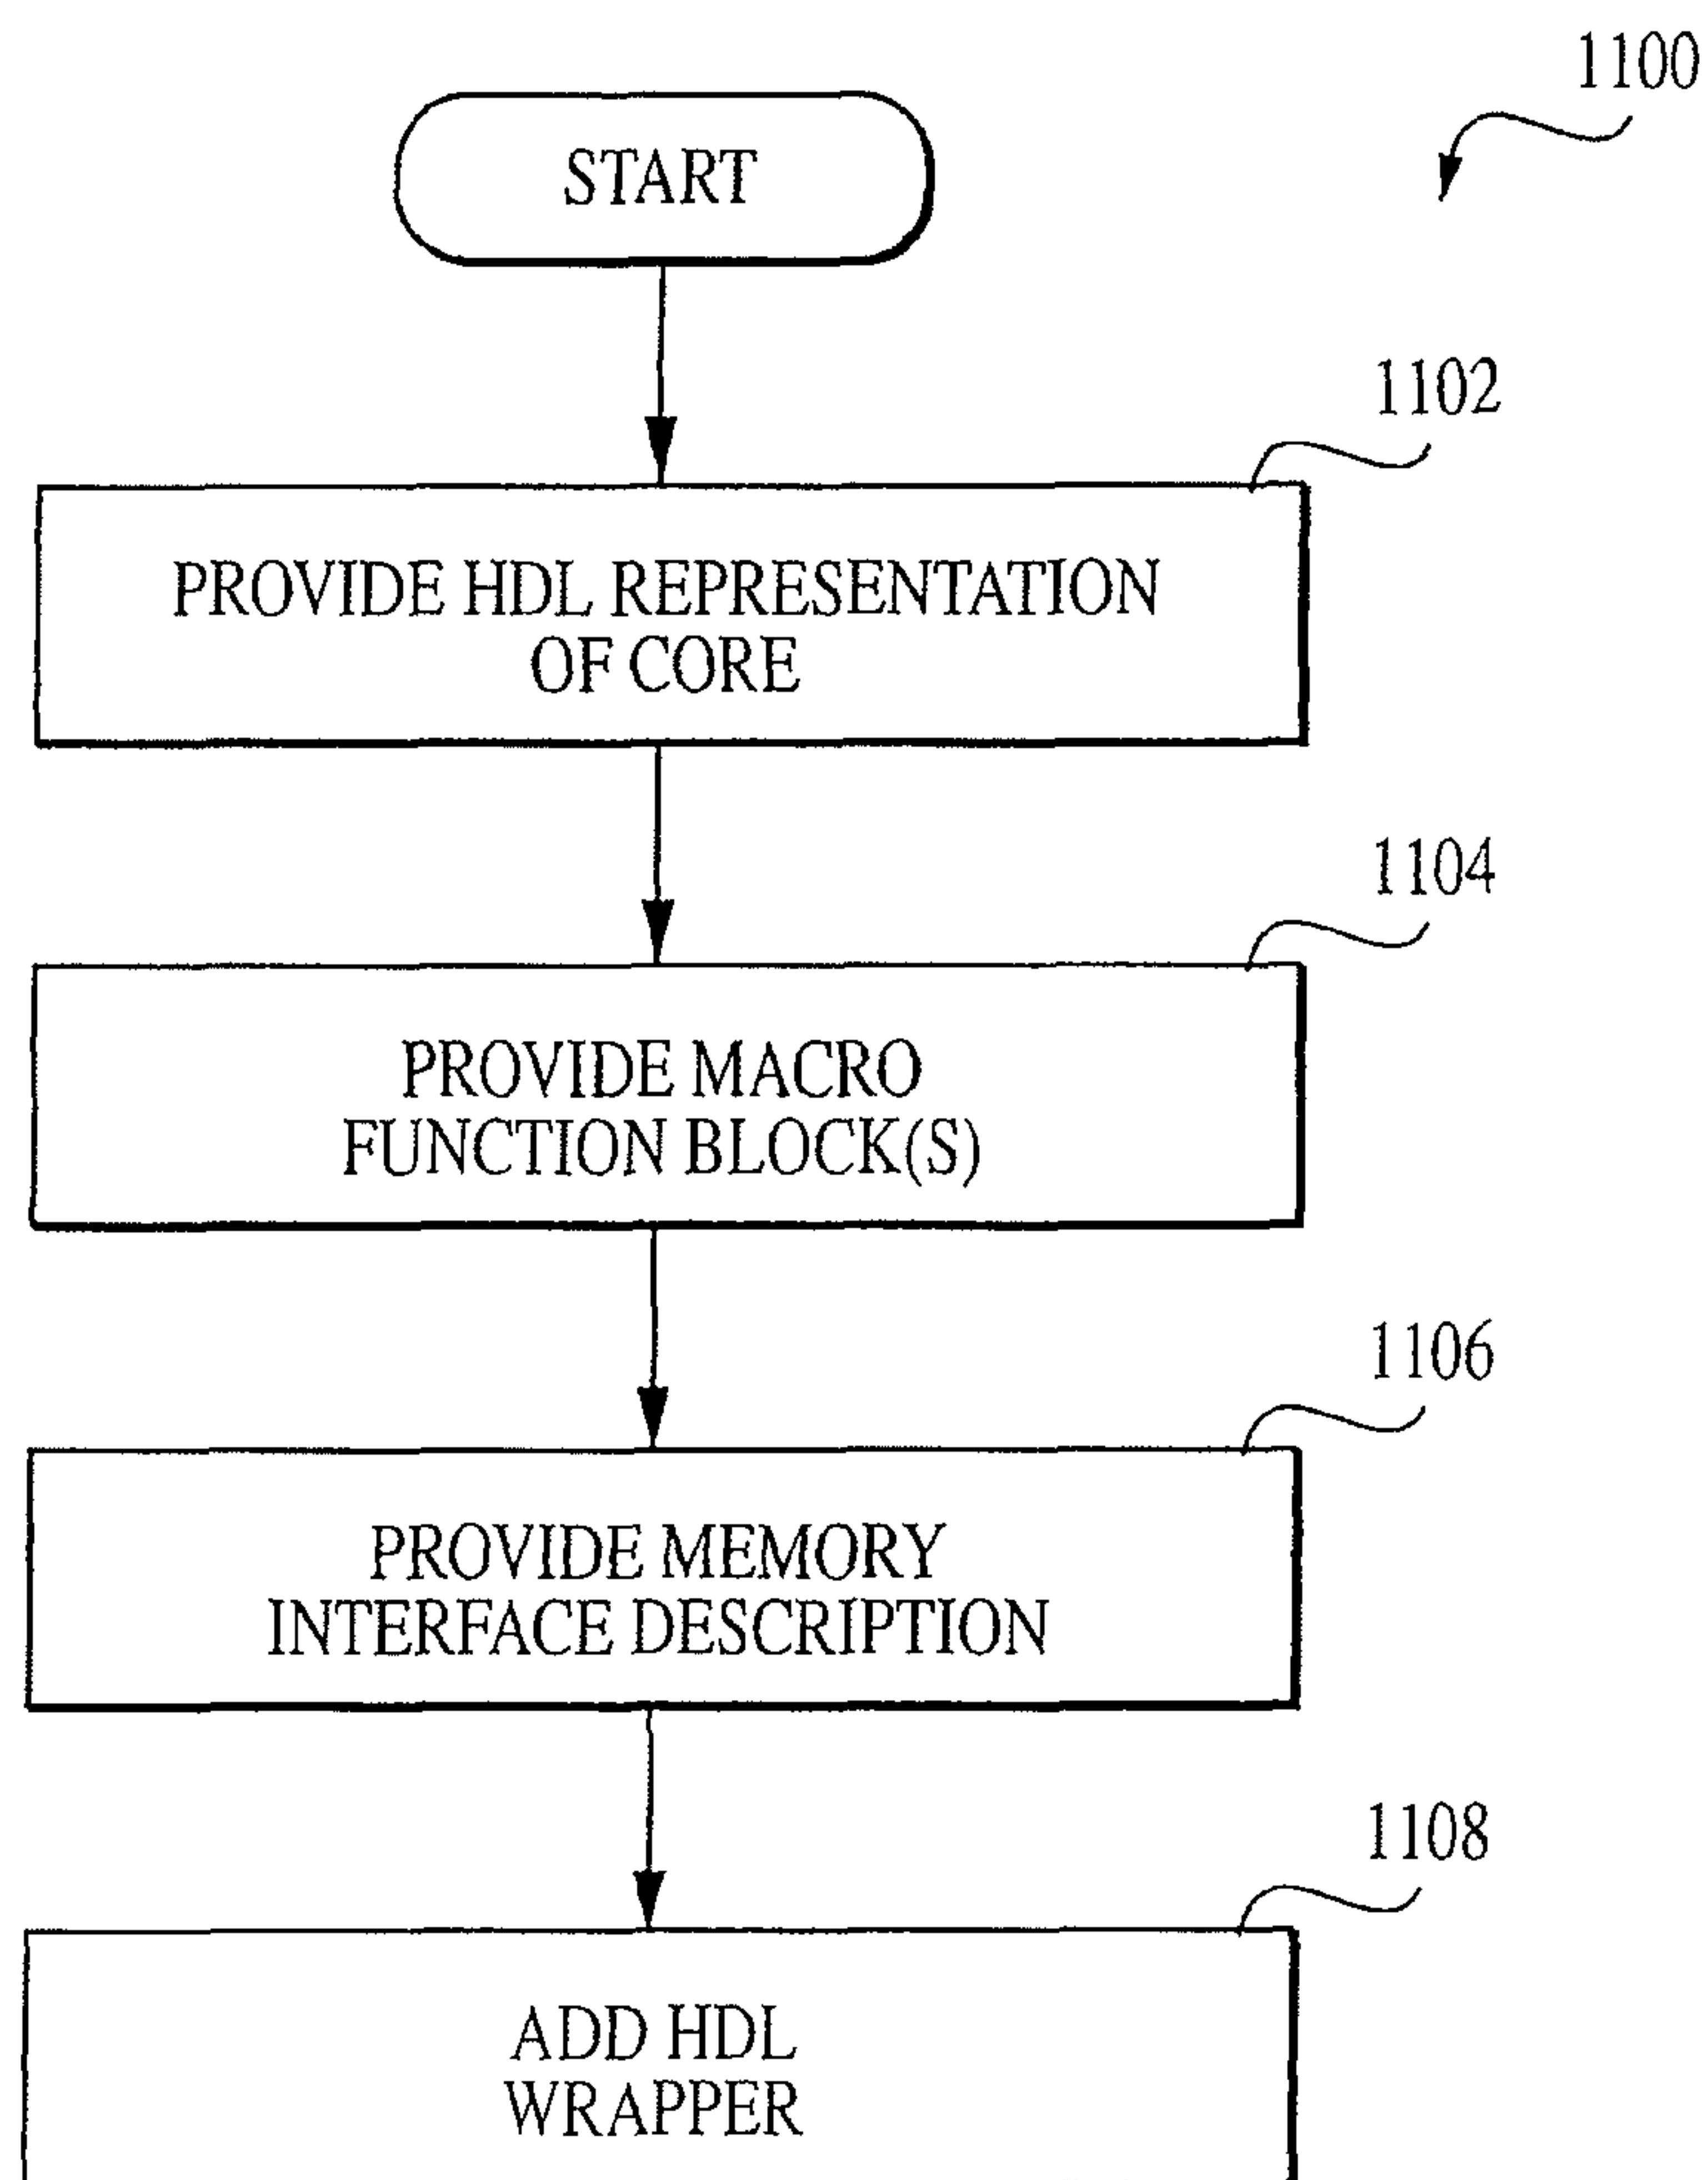 1100
START
1102
PROVIDE HDL REPRESENTATION
OF CORE
1104
PROVIDE MACRO
FUNCTION BLOCK(S)
1106
PROVIDE MEMORY
INTERFACE DESCRIPTION
1108
ADD HDL
WRAPPER